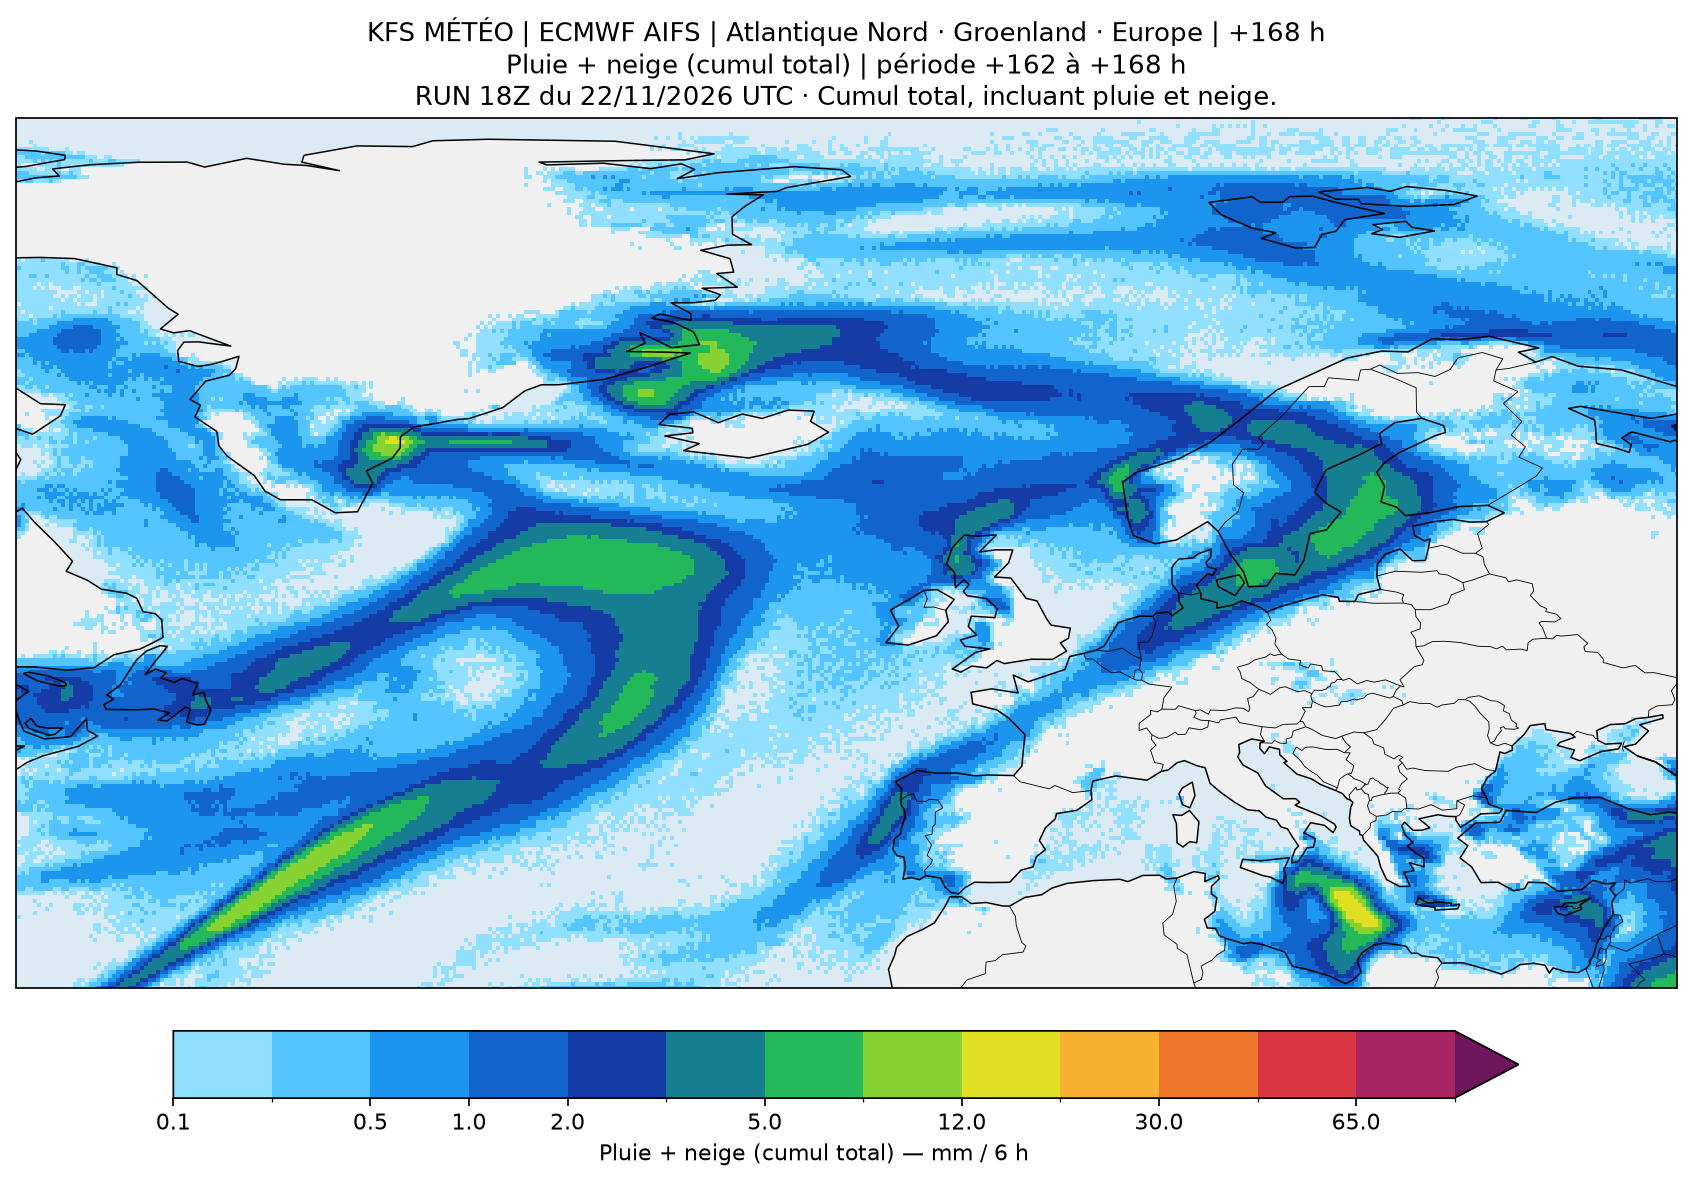 KFS MÉTÉO | ECMWF AIFS | Atlantique Nord · Groenland · Europe | +168 h
Pluie + neige (cumul total) | période +162 à +168 h
RUN 18Z du 22/11/2026 UTC · Cumul total, incluant pluie et neige.
0.1 0.5 1.0 2.0 5.0 12.0 30.0 65.0
Pluie + neige (cumul total) — mm / 6 h